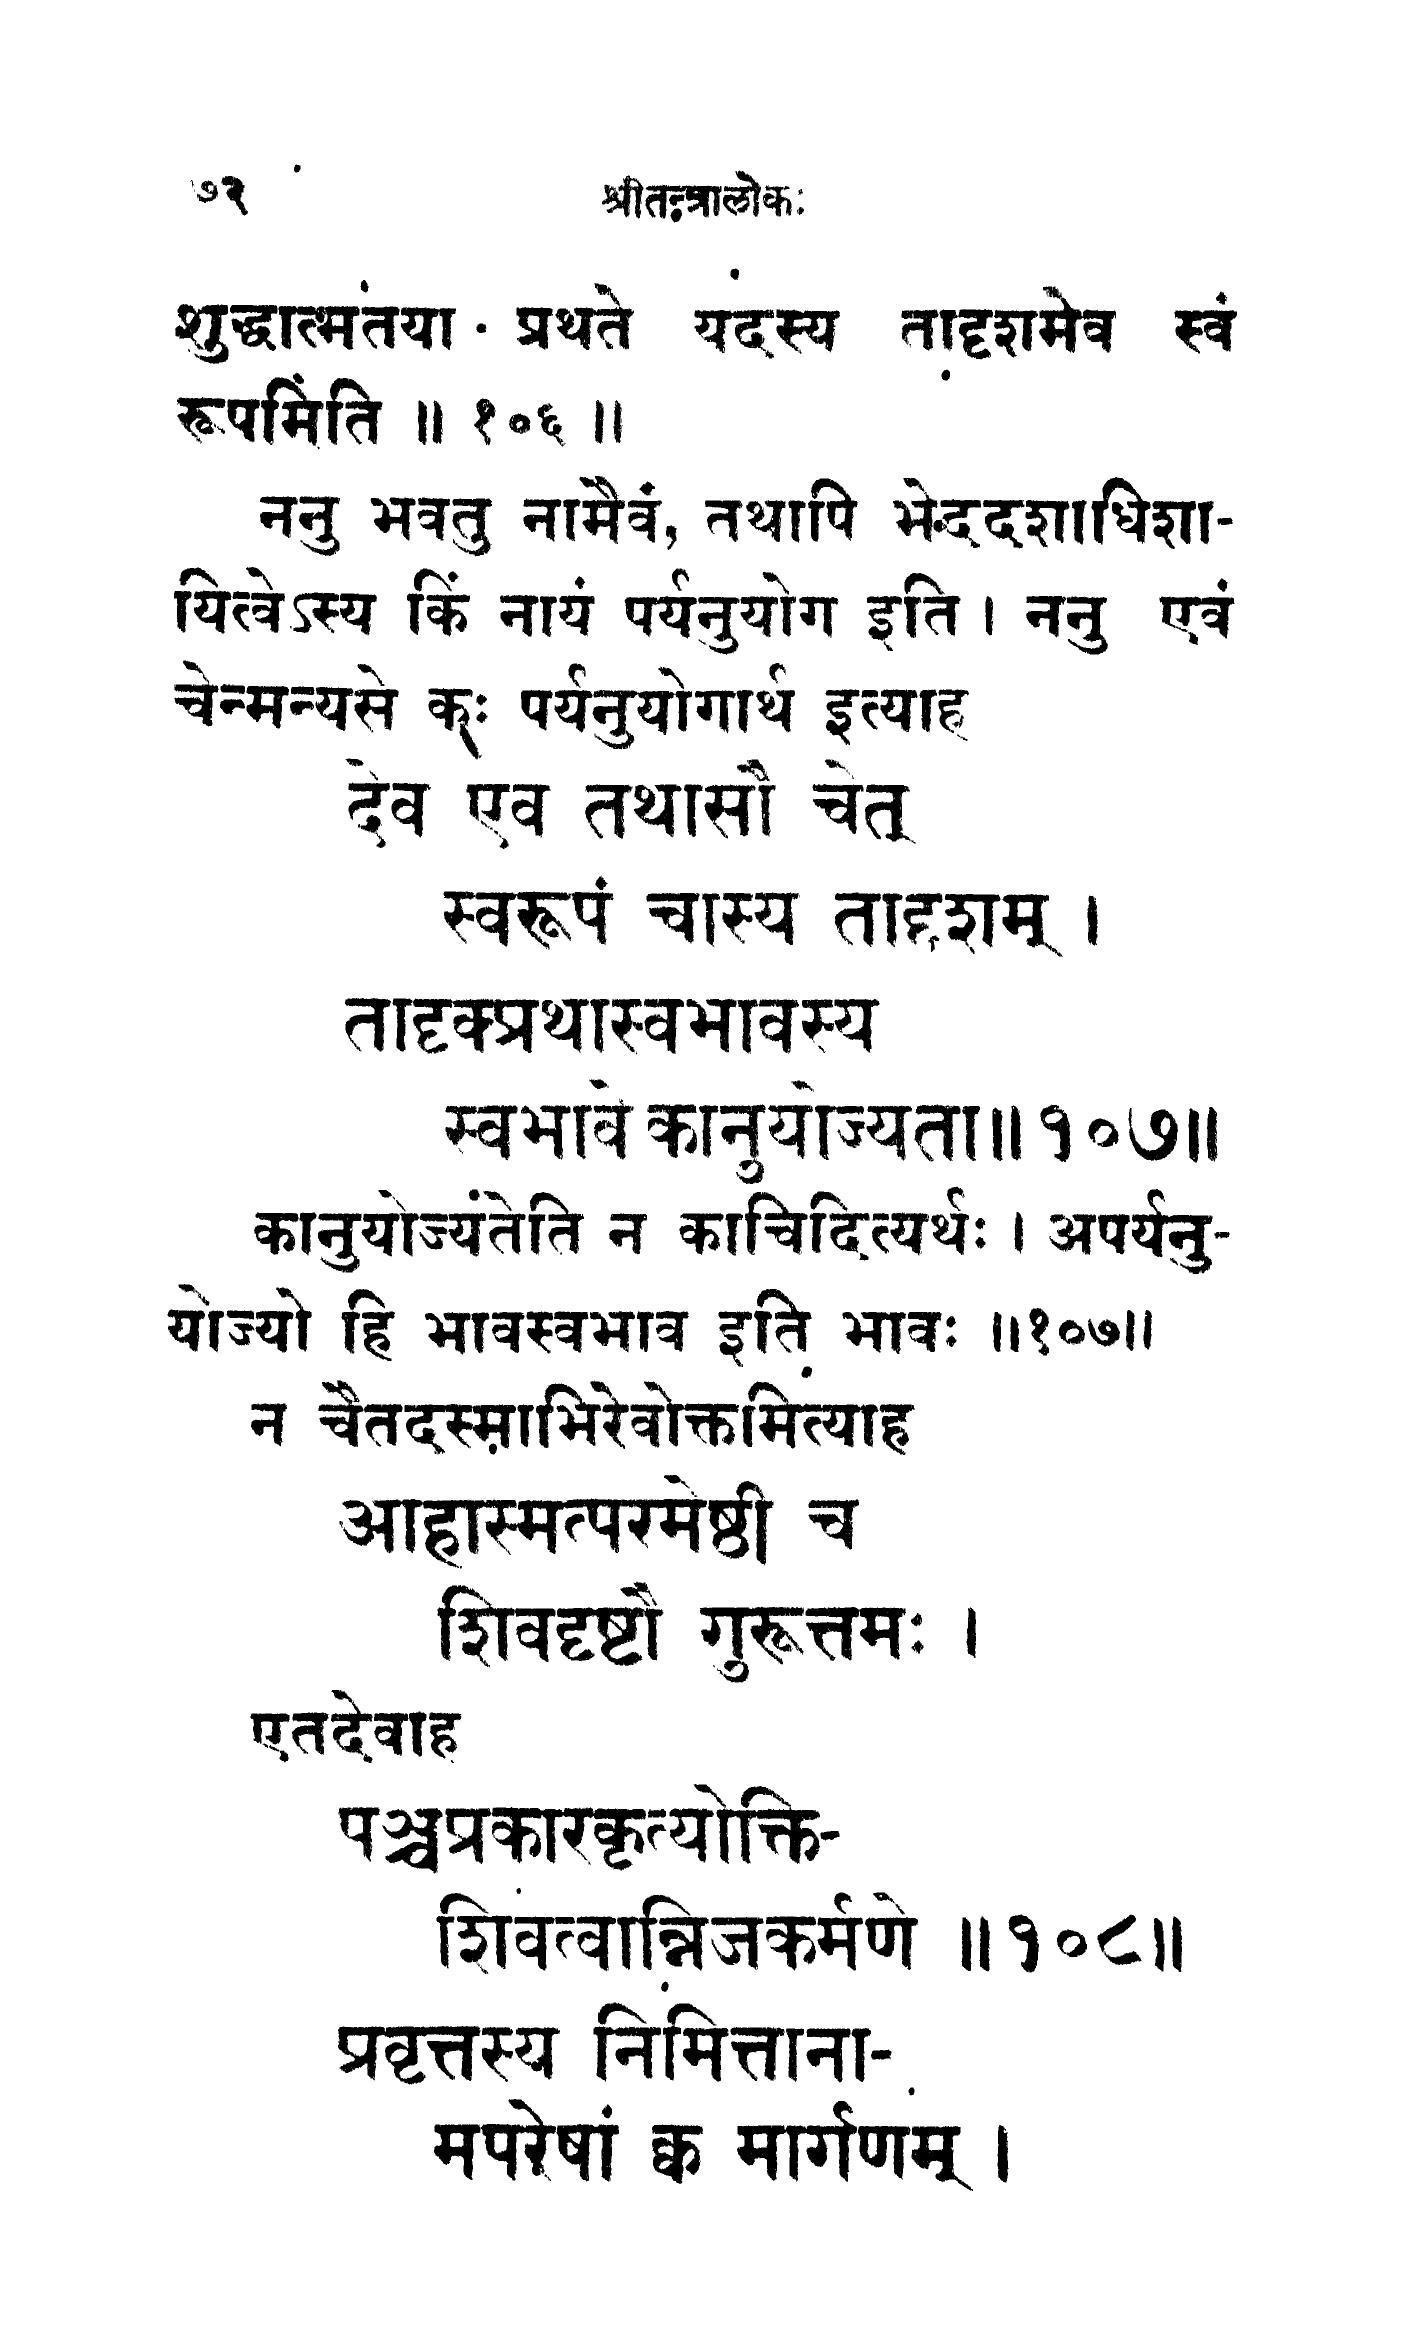 ७२ श्रीतन्त्रालोकः
शुद्धात्मतया प्रथते यदस्य तादृशमेव स्वं
रूपमिति ॥ १०६ ॥
ननु भवतु नामैवं, तथापि भेददशाधिशा-
यित्वेऽस्य किं नायं पर्यनुयोग इति । ननु एवं
चेन्मन्यसे कः पर्यनुयोगार्थ इत्याह
देव एव तथासौ चेत्
स्वरूपं चास्य तादृशम् ।
तादृक्प्रथास्वभावस्य
स्वभावे कानुयोज्यता ॥ १०७ ॥
कानुयोज्यतेति न काचिदित्यर्थः । अपर्यनु-
योज्यो हि भावस्वभाव इति भावः ॥१०७॥
न चैतदस्माभिरेवोक्तमित्याह
आहास्मत्परमेष्ठी च
शिवदृष्टौ गुरूत्तमः ।
एतदेवाह
पञ्चप्रकारकृत्योक्ति-
शिवत्वान्निजकर्मणे ॥ १०८ ॥
प्रवृत्तस्य निमित्ताना-
मपरेषां क्व मार्गणम् ।